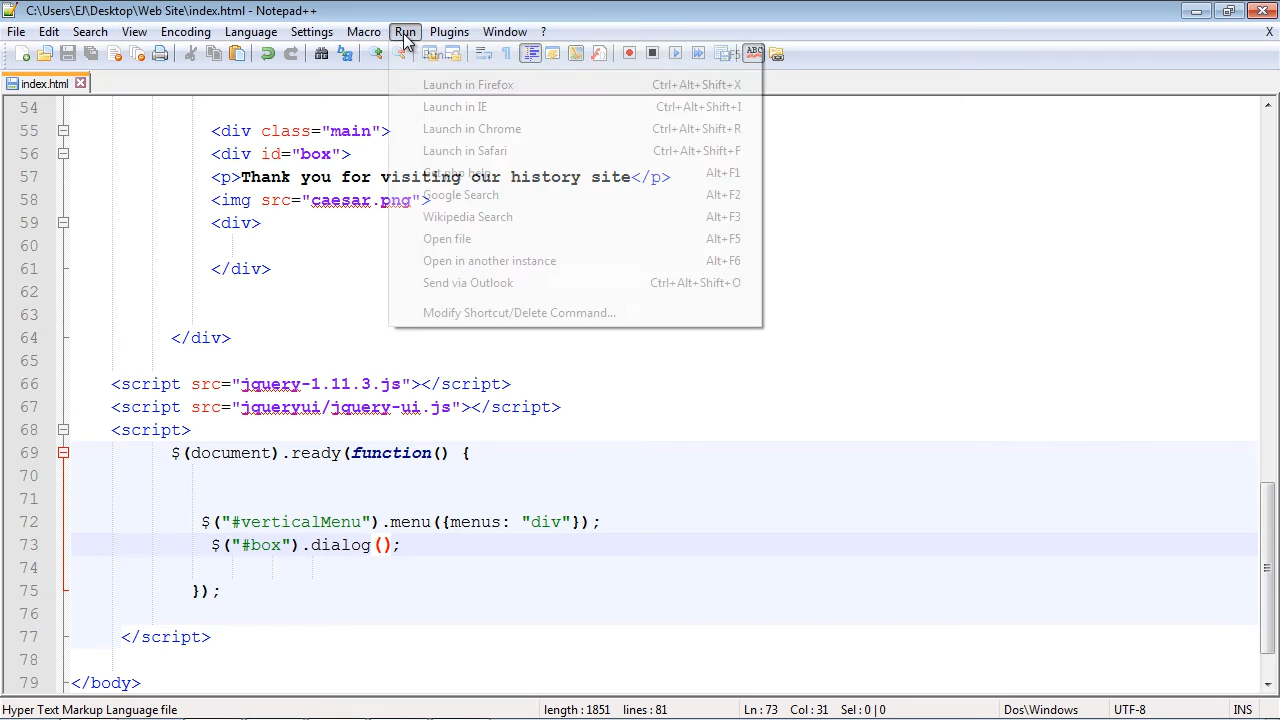 C:\Users\EJ\Desktop\Web Site\index.html - Notepad++
File Edit Search View Encoding Language Settings Macro Run Plugins Window ? X
ABC
index.html
Run... F5
Launch in Firefox Ctrl+Alt+Shift+X
Launch in IE Ctrl+Alt+Shift+I
Launch in Chrome Ctrl+Alt+Shift+R
Launch in Safari Ctrl+Alt+Shift+F
Get php help Alt+F1
Google Search Alt+F2
Wikipedia Search Alt+F3
Open file Alt+F5
Open in another instance Alt+F6
Send via Outlook Ctrl+Alt+Shift+O
Modify Shortcut/Delete Command...
54
55 <div class="main">
56 <div id="box">
57 <p>Thank you for visiting our history site</p>
58 <img src="caesar.png">
59 <div>
60
61 </div>
62
63
64 </div>
65
66 <script src="jquery-1.11.3.js"></script>
67 <script src="jqueryui/jquery-ui.js"></script>
68 <script>
69 $(document).ready(function() {
70
71
72 $("#verticalMenu").menu({menus: "div"});
73 $("#box").dialog();
74
75 });
76
77 </script>
78
79 </body>
Hyper Text Markup Language file length : 1851 lines : 81 Ln : 73 Col : 31 Sel : 0 | 0 Dos\Windows UTF-8 INS